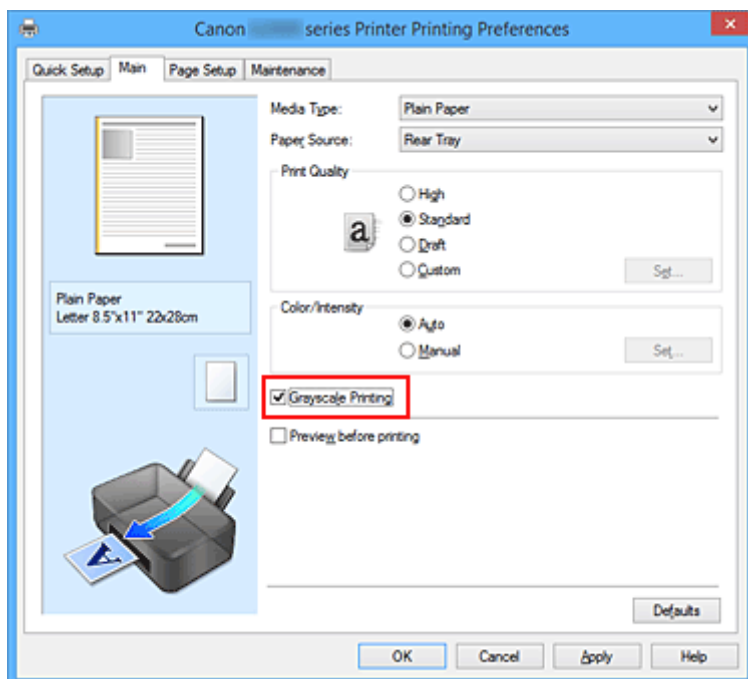 Canon series Printer Printing Preferences
Quick Setup Main Page Setup Maintenance
Media Type: Plain Paper
Paper Source: Rear Tray
Print Quality
High
a Standard
Draft
Custom Set...
Plain Paper
Letter 8.5"x11" 22x28cm
Color/Intensity
Auto
Manual Set...
Grayscale Printing
Preview before printing
A
Defaults
OK Cancel Apply Help